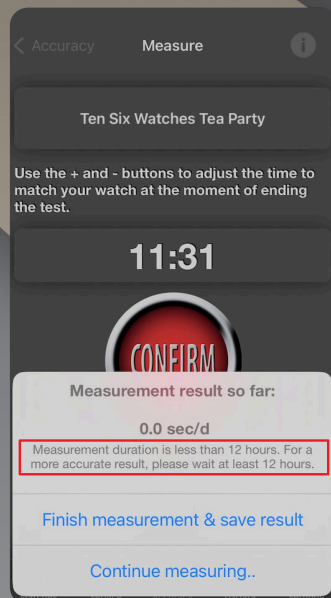 Accuracy
Measure
Ten Six Watches Tea Party
Use the + and - buttons to adjust the time to
match your watch at the moment of ending
the test.
11:31
CONFIRM
Measurement result so far:
0.0 sec/d
Measurement duration is less than 12 hours. For a
more accurate result, please wait at least 12 hours.
Finish measurement & save result
Continue measuring..